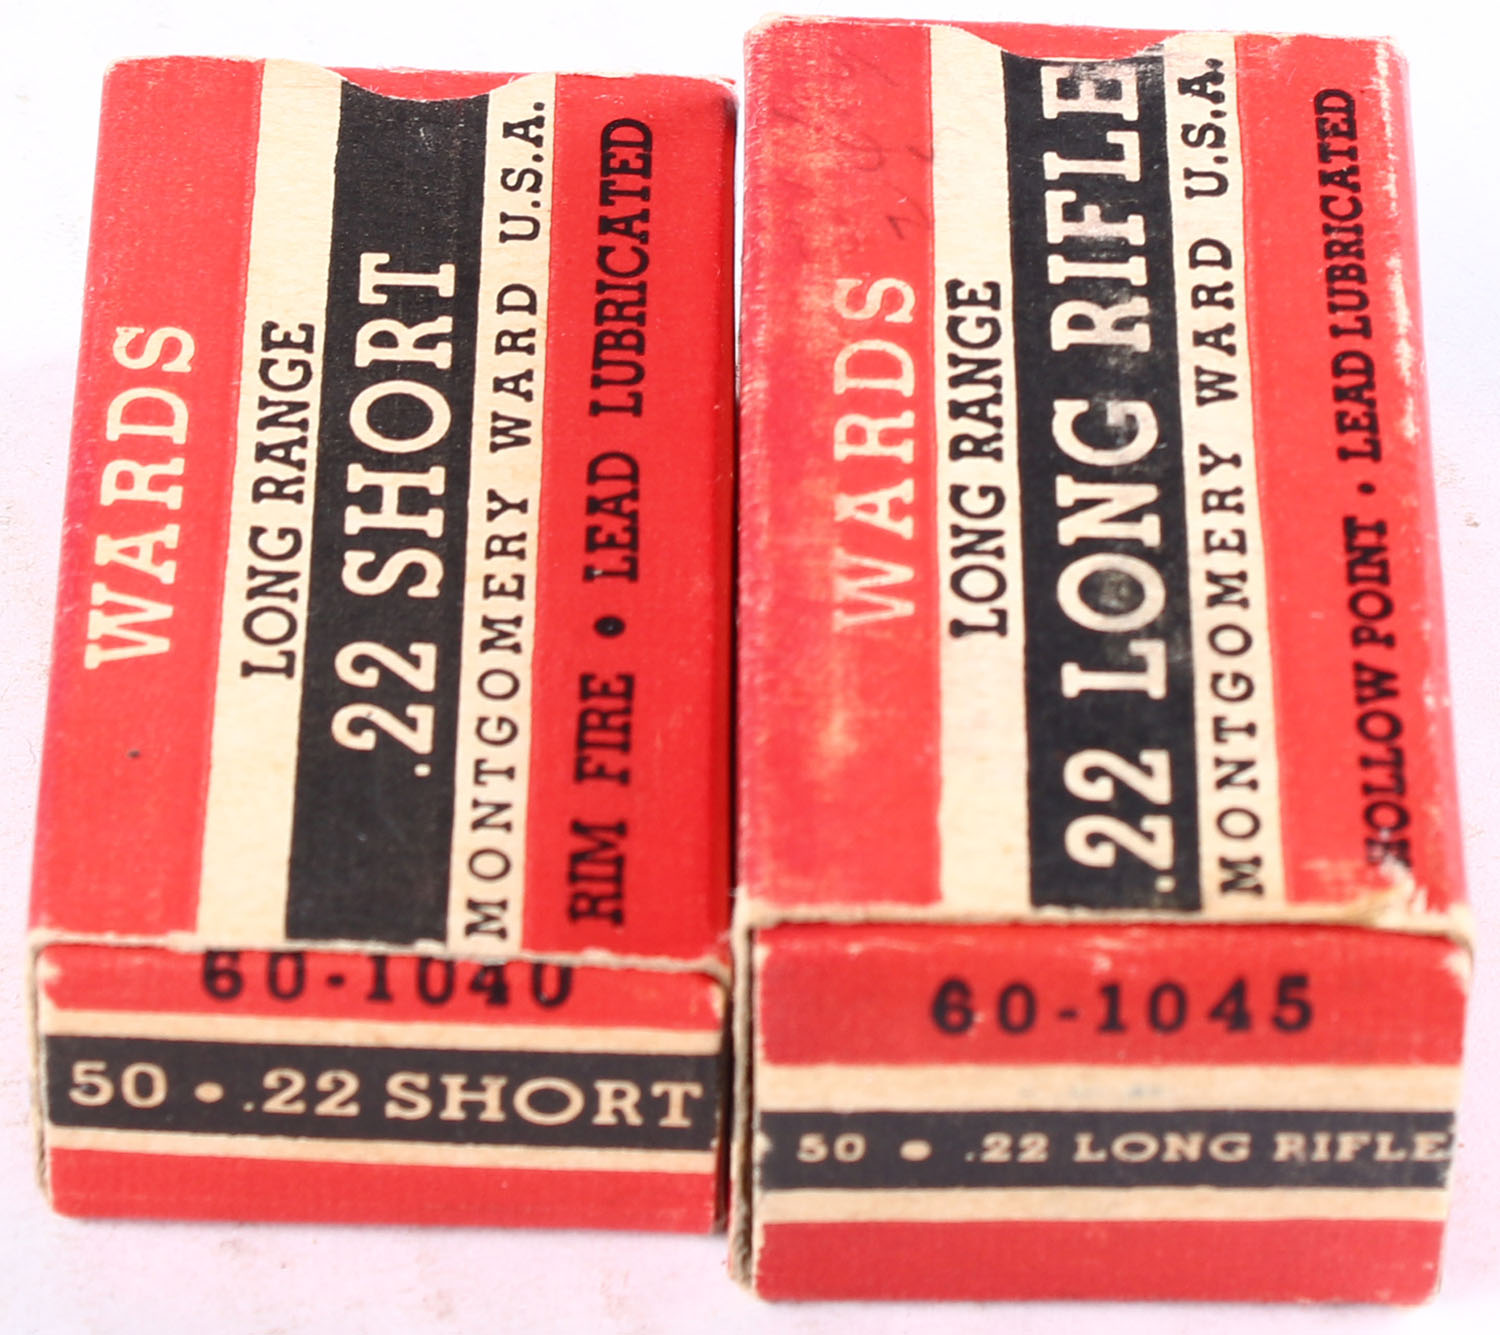 WARDS
LONG RANGE
.22 SHORT
MONTGOMERY WARD U.S.A.
RIM FIRE • LEAD LUBRICATED
60-1040
50 • .22 SHORT
WARDS
LONG RANGE
.22 LONG RIFLE
MONTGOMERY WARD U.S.A.
HOLLOW POINT • LEAD LUBRICATED
60-1045
50 • .22 LONG RIFLE